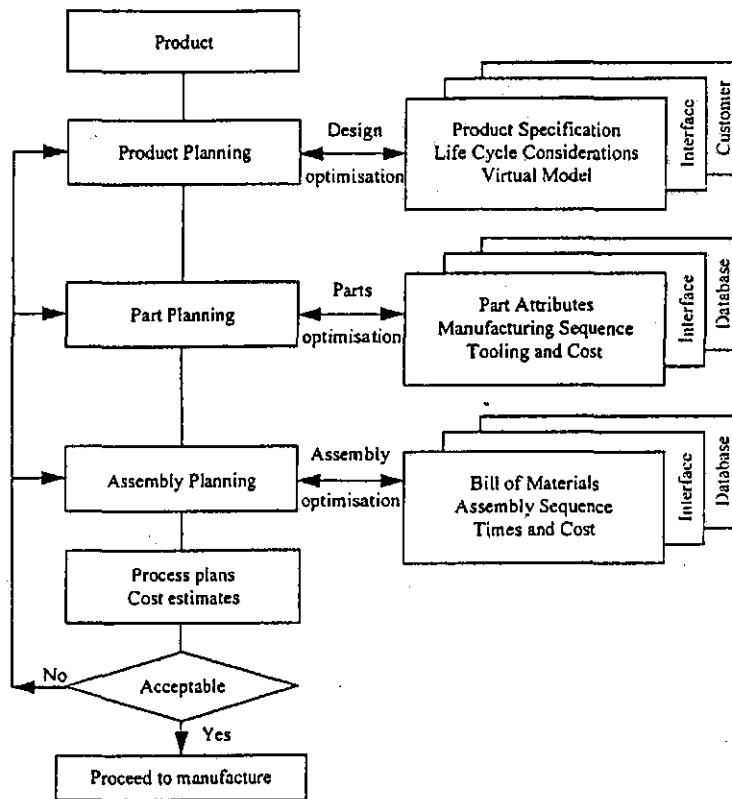 Product
Product Planning
Design
optimisation
Product Specification
Life Cycle Considerations
Virtual Model
Interface
Customer
Part Planning
Parts
optimisation
Part Attributes
Manufacturing Sequence
Tooling and Cost
Interface
Database
Assembly Planning
Assembly
optimisation
Bill of Materials
Assembly Sequence
Times and Cost
Interface
Database
Process plans
Cost estimates
No
Acceptable
Yes
Proceed to manufacture